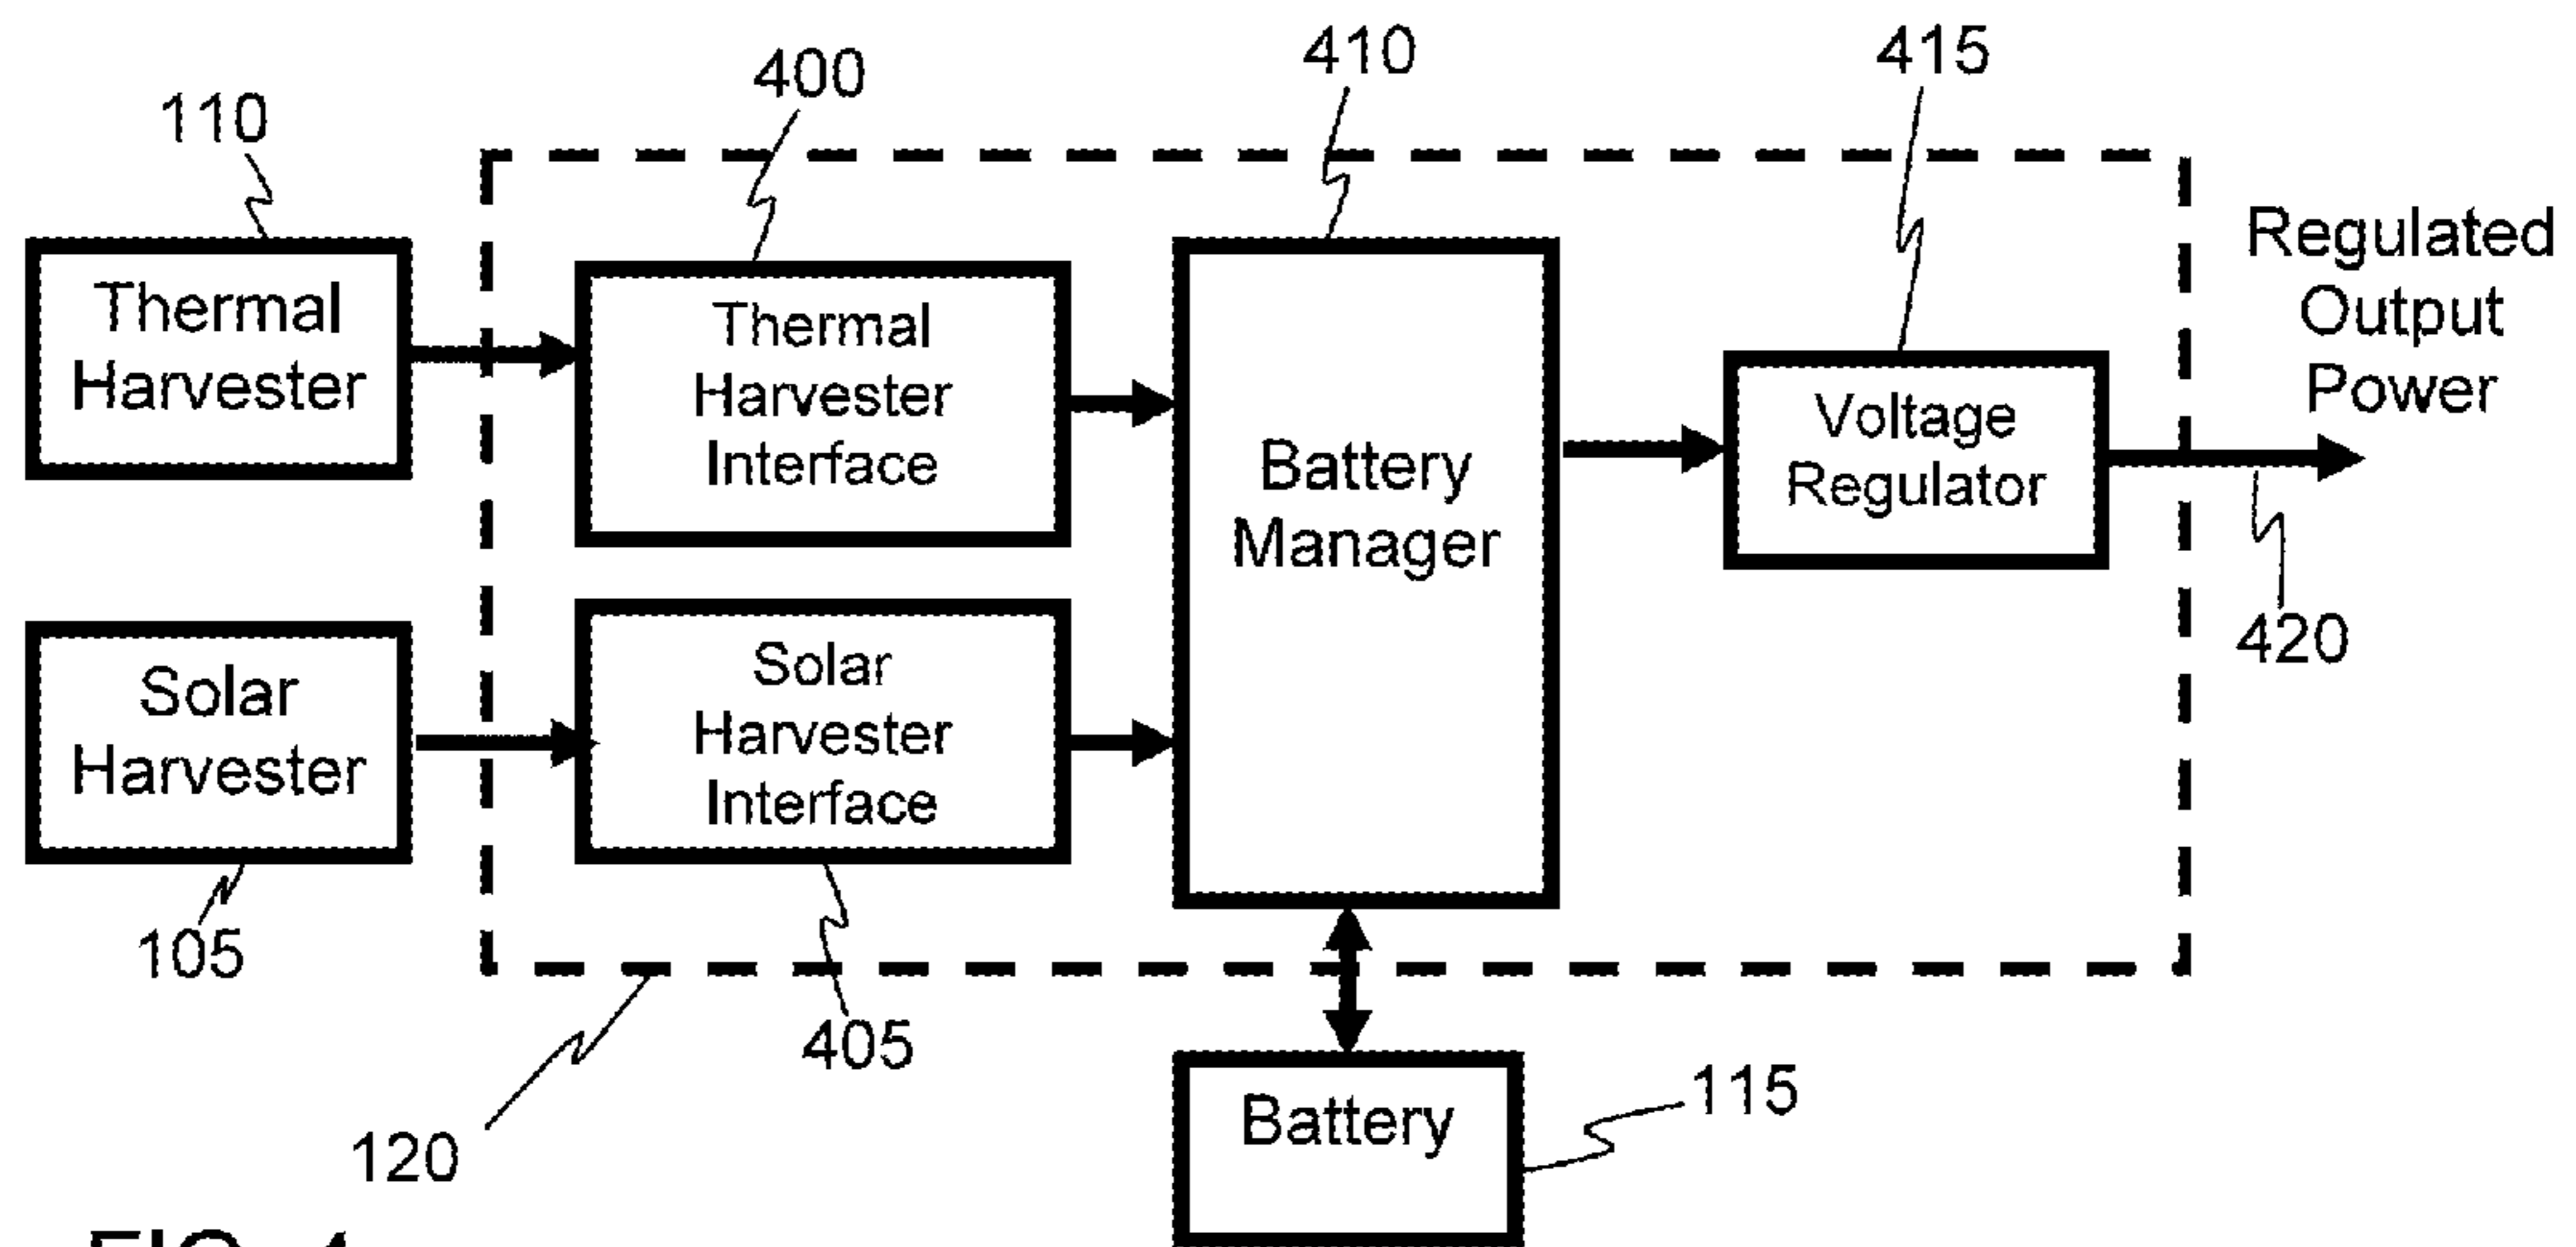 110
400
410
415
Thermal
Harvester
Thermal
Harvester
Interface
Battery
Manager
Voltage
Regulator
Regulated
Output
Power
420
Solar
Harvester
Solar
Harvester
Interface
105
405
120
Battery
115